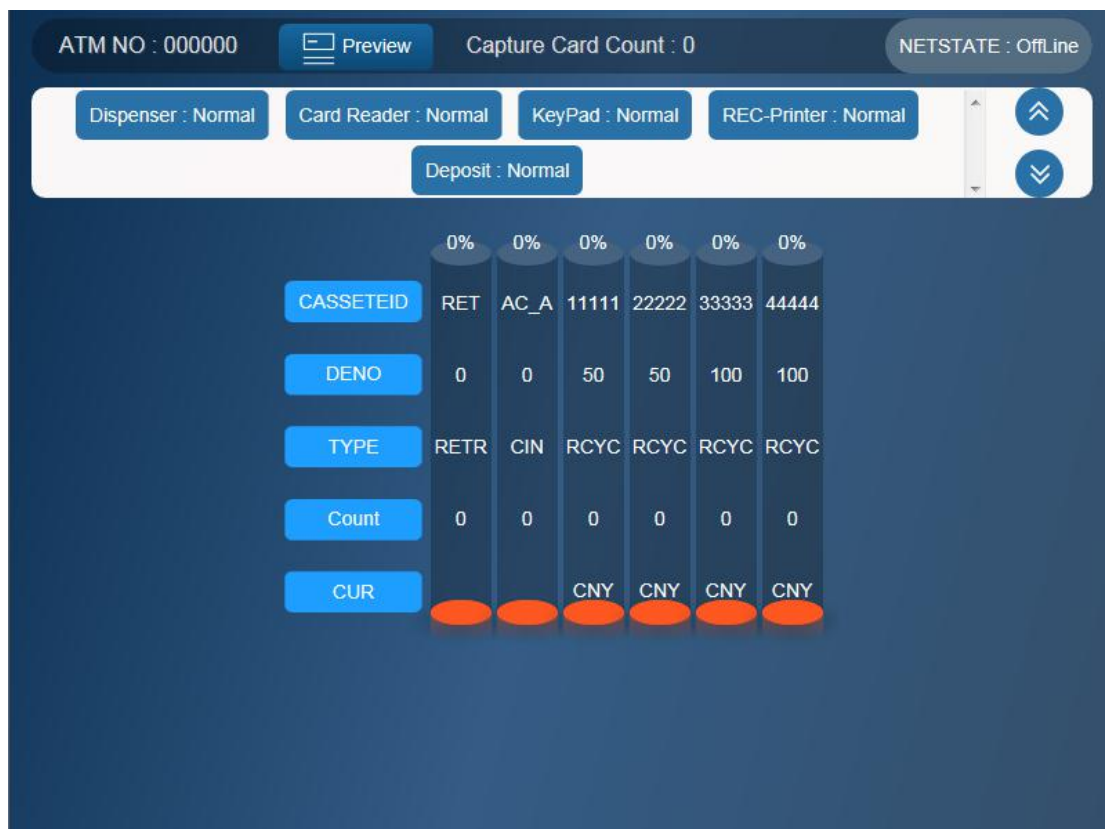 ATM NO : 000000 Preview Capture Card Count : 0 NETSTATE : OffLine
Dispenser : Normal Card Reader : Normal KeyPad : Normal REC-Printer : Normal
Deposit : Normal
0% 0% 0% 0% 0% 0%
CASSETEID RET AC_A 11111 22222 33333 44444
DENO 0 0 50 50 100 100
TYPE RETR CIN RCYC RCYC RCYC RCYC
Count 0 0 0 0 0 0
CUR CNY CNY CNY CNY